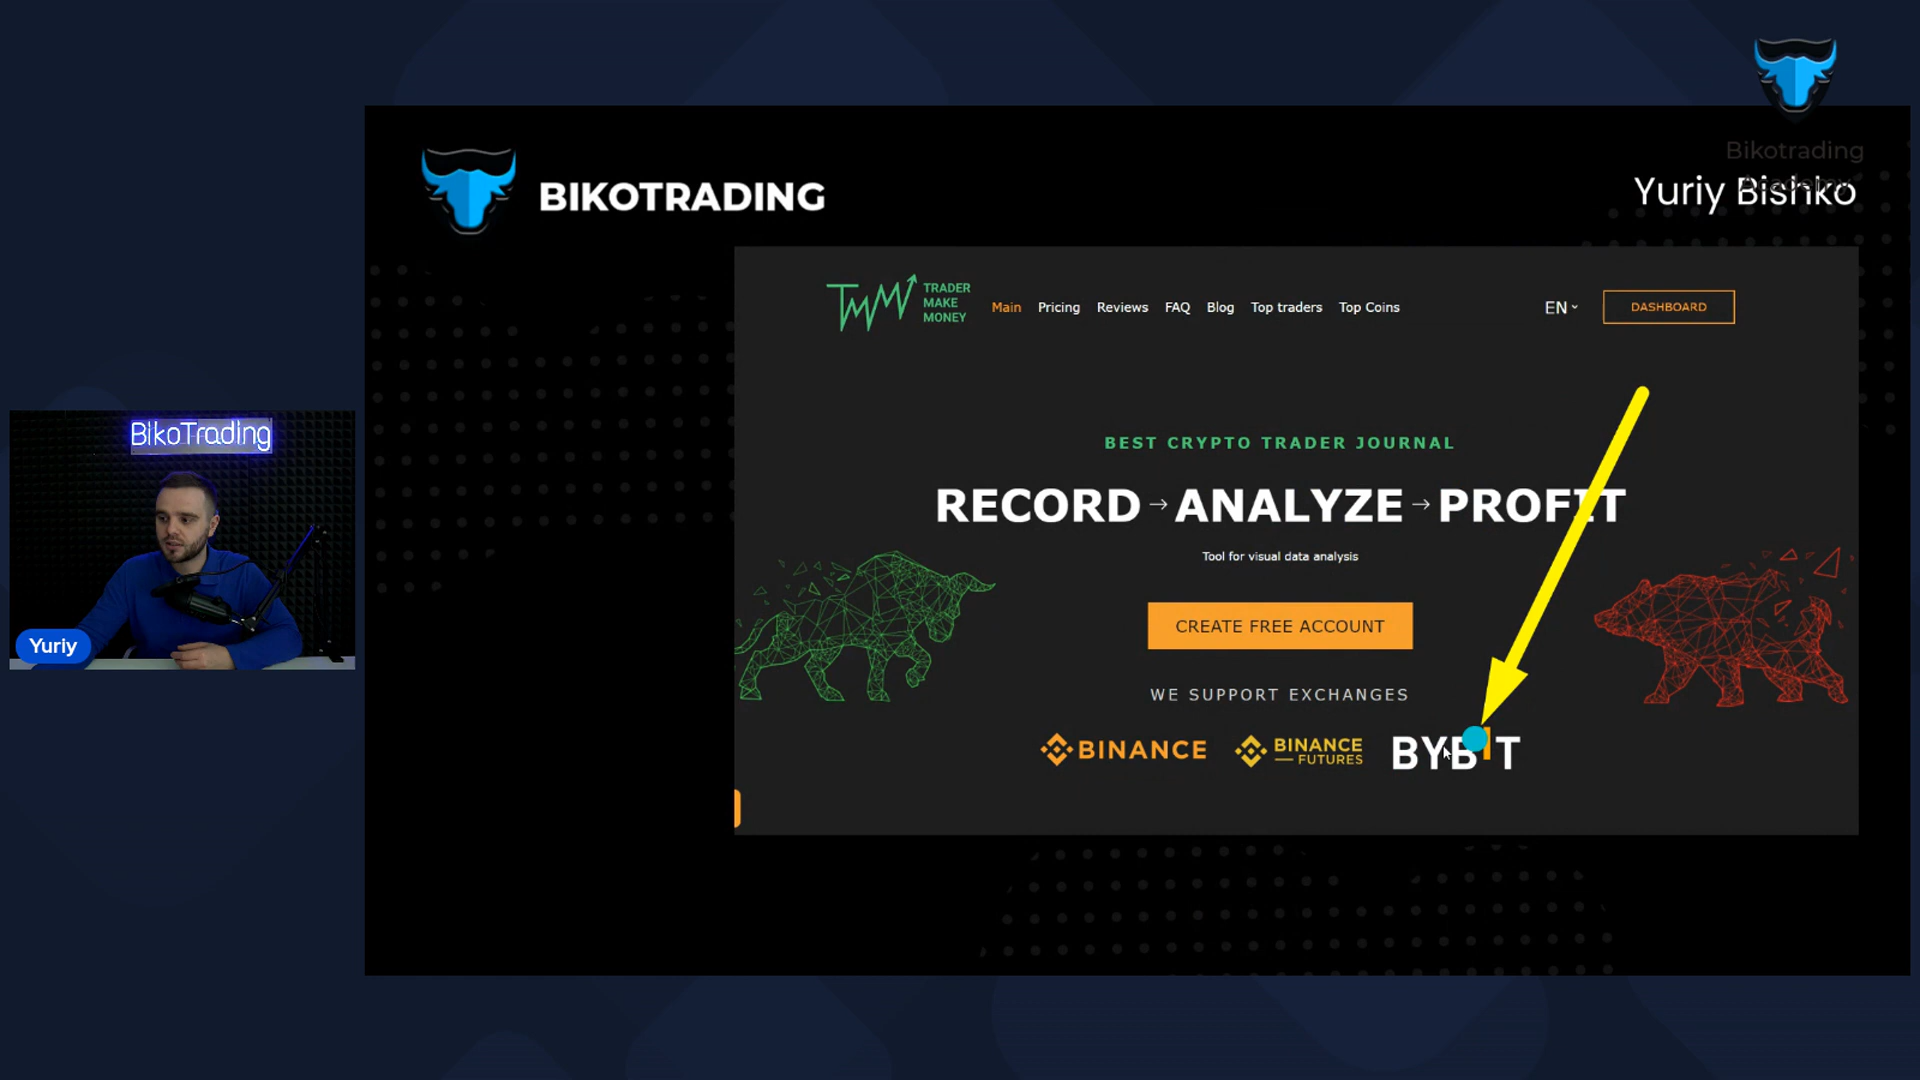 Bikotrading
Academy
BIKOTRADING
Yuriy Bishko
TRADER
MAKE
MONEY
Main Pricing Reviews FAQ Blog Top traders Top Coins
EN
DASHBOARD
BEST CRYPTO TRADER JOURNAL
RECORD → ANALYZE → PROFIT
Tool for visual data analysis
CREATE FREE ACCOUNT
WE SUPPORT EXCHANGES
BINANCE
BINANCE
FUTURES
BYBIT
BikoTrading
Yuriy